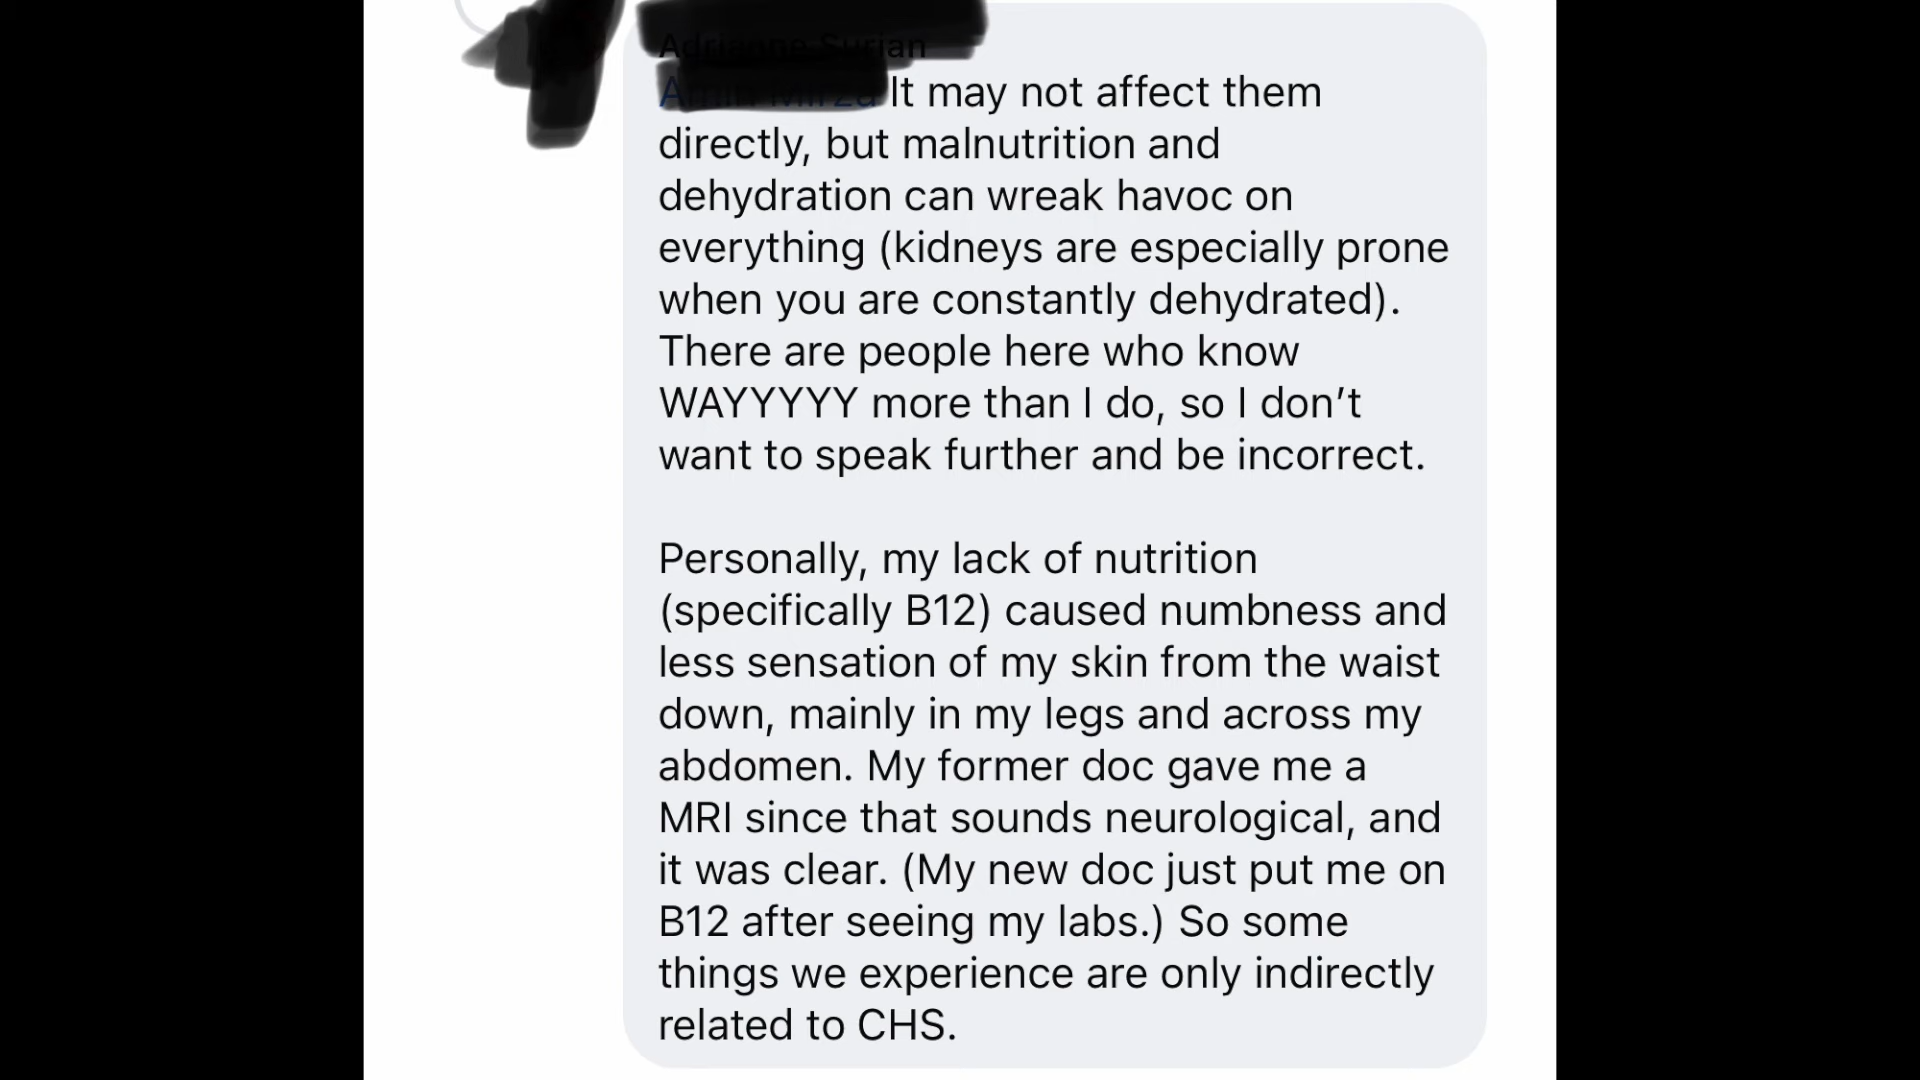 It may not affect them
directly, but malnutrition and
dehydration can wreak havoc on
everything (kidneys are especially prone
when you are constantly dehydrated).
There are people here who know
WAYYYYY more than I do, so I don’t
want to speak further and be incorrect.
Personally, my lack of nutrition
(specifically B12) caused numbness and
less sensation of my skin from the waist
down, mainly in my legs and across my
abdomen. My former doc gave me a
MRI since that sounds neurological, and
it was clear. (My new doc just put me on
B12 after seeing my labs.) So some
things we experience are only indirectly
related to CHS.